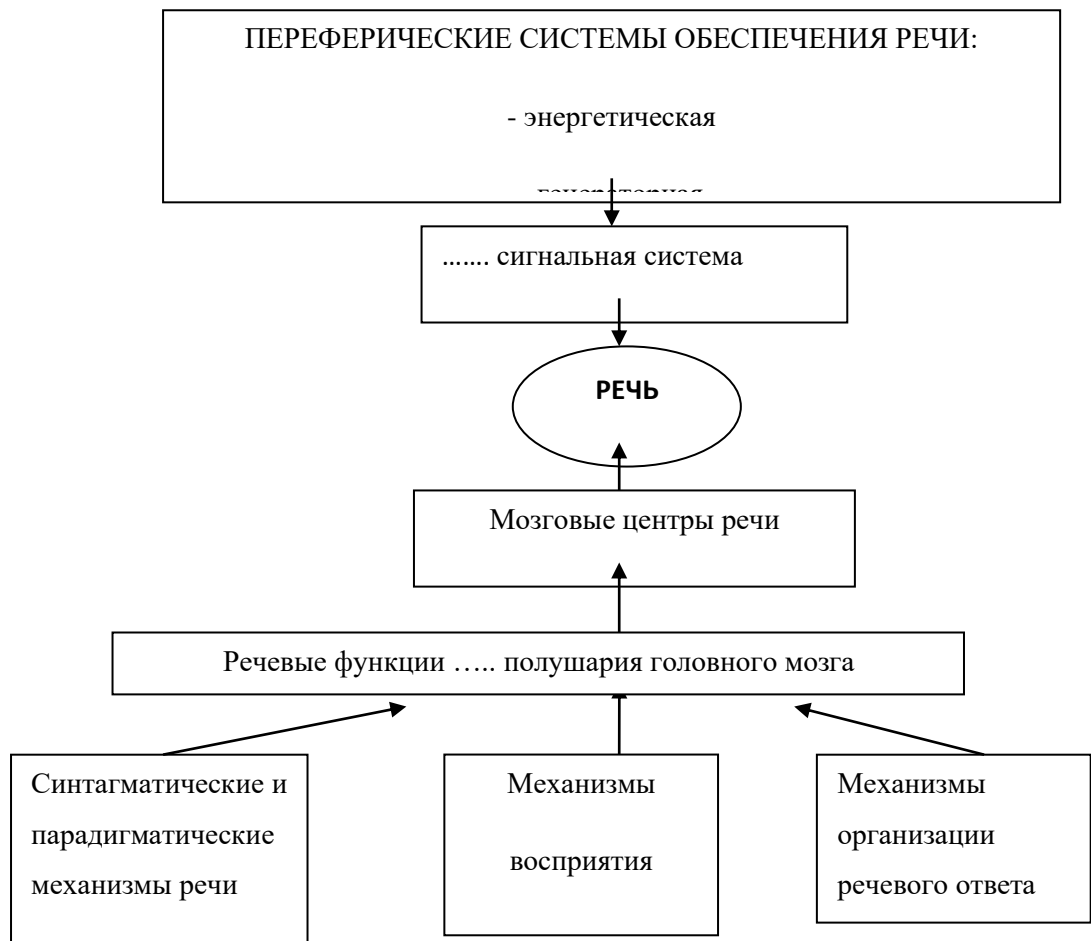 ПЕРЕФЕРИЧЕСКИЕ СИСТЕМЫ ОБЕСПЕЧЕНИЯ РЕЧИ:
- энергетическая
....... сигнальная система
РЕЧЬ
Мозговые центры речи
Речевые функции ….. полушария головного мозга
Синтагматические и
парадигматические
механизмы речи
Механизмы
восприятия
Механизмы
организации
речевого ответа